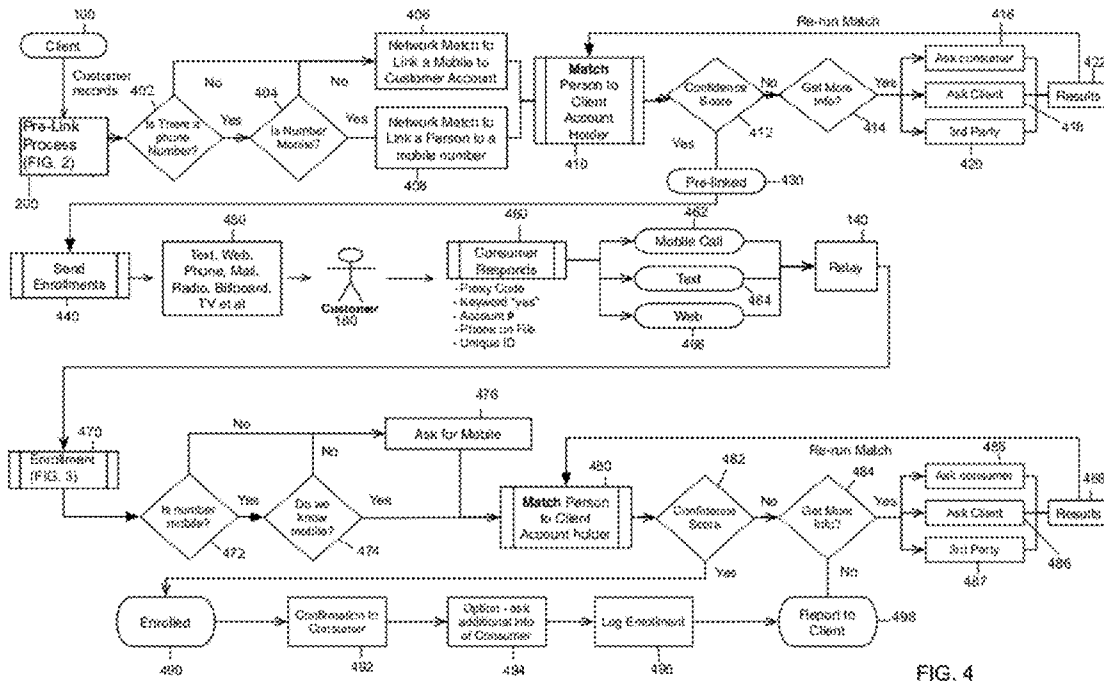 100
Client
Customer
records
Pre-Link
Process
(FIG. 2)
200
402
Is There a
phone
Number?
No
Yes
404
Is Number
Mobile?
No
Yes
406
Network Match to
Link a Mobile to
Customer Account
Network Match to
Link a Person to a
mobile number
408
Match
Person to
Client
Account
Holder
410
Re-run Match
Confidence
Score
412
No
Yes
Get More
Info?
414
Yes
416
Ask consumer
Ask Client
418
3rd Party
420
422
Results
Pre-linked
430
Send
Enrollments
440
450
Text, Web,
Phone, Mail,
Radio, Billboard,
TV et al
Customer
160
460
Consumer
Responds
- Proxy Code
- Keyword "yes"
- Account #
- Phone on File
- Unique ID
462
Mobile Call
Text
464
Web
466
140
Relay
470
Enrollment
(FIG. 3)
Is number
mobile?
472
No
Yes
Do we
know
mobile?
474
No
Yes
476
Ask for Mobile
480
Match Person
to Client
Account holder
Re-run Match
482
Confidence
Score
No
Yes
484
Get More
Info?
Yes
No
485
Ask consumer
Ask Client
486
3rd Party
487
488
Results
Enrolled
490
Confirmation to
Consumer
492
Option - ask
additional info
of Consumer
494
Log Enrollment
496
Report to
Client
498
FIG. 4